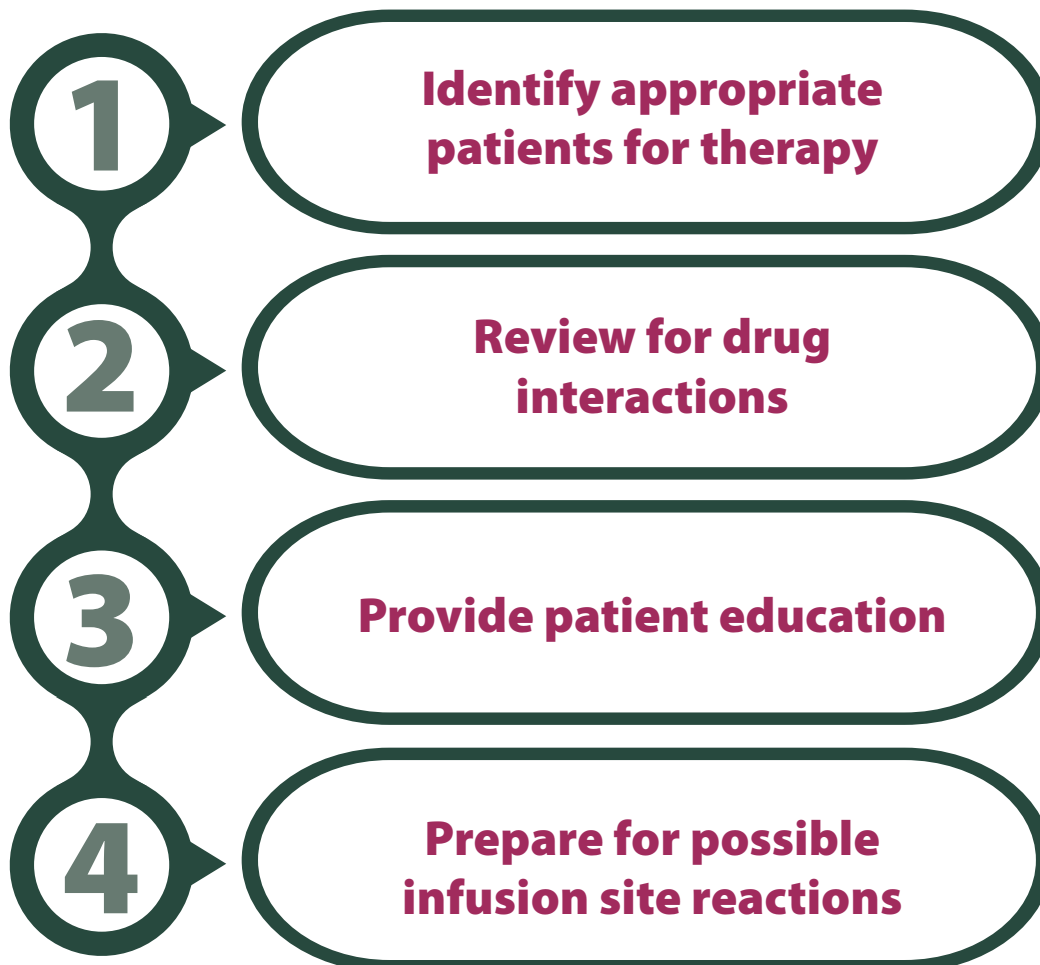 1
Identify appropriate
patients for therapy
2
Review for drug
interactions
3
Provide patient education
4
Prepare for possible
infusion site reactions